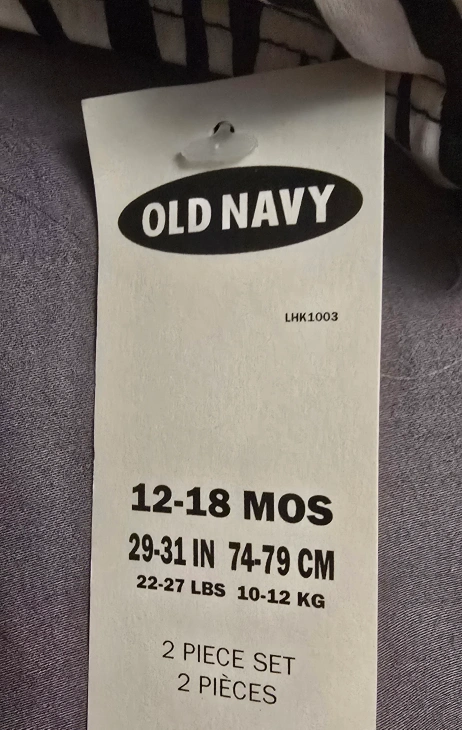 OLD NAVY
LHK1003
12-18 MOS
29-31 IN 74-79 CM
22-27 LBS 10-12 KG
2 PIECE SET
2 PIÈCES